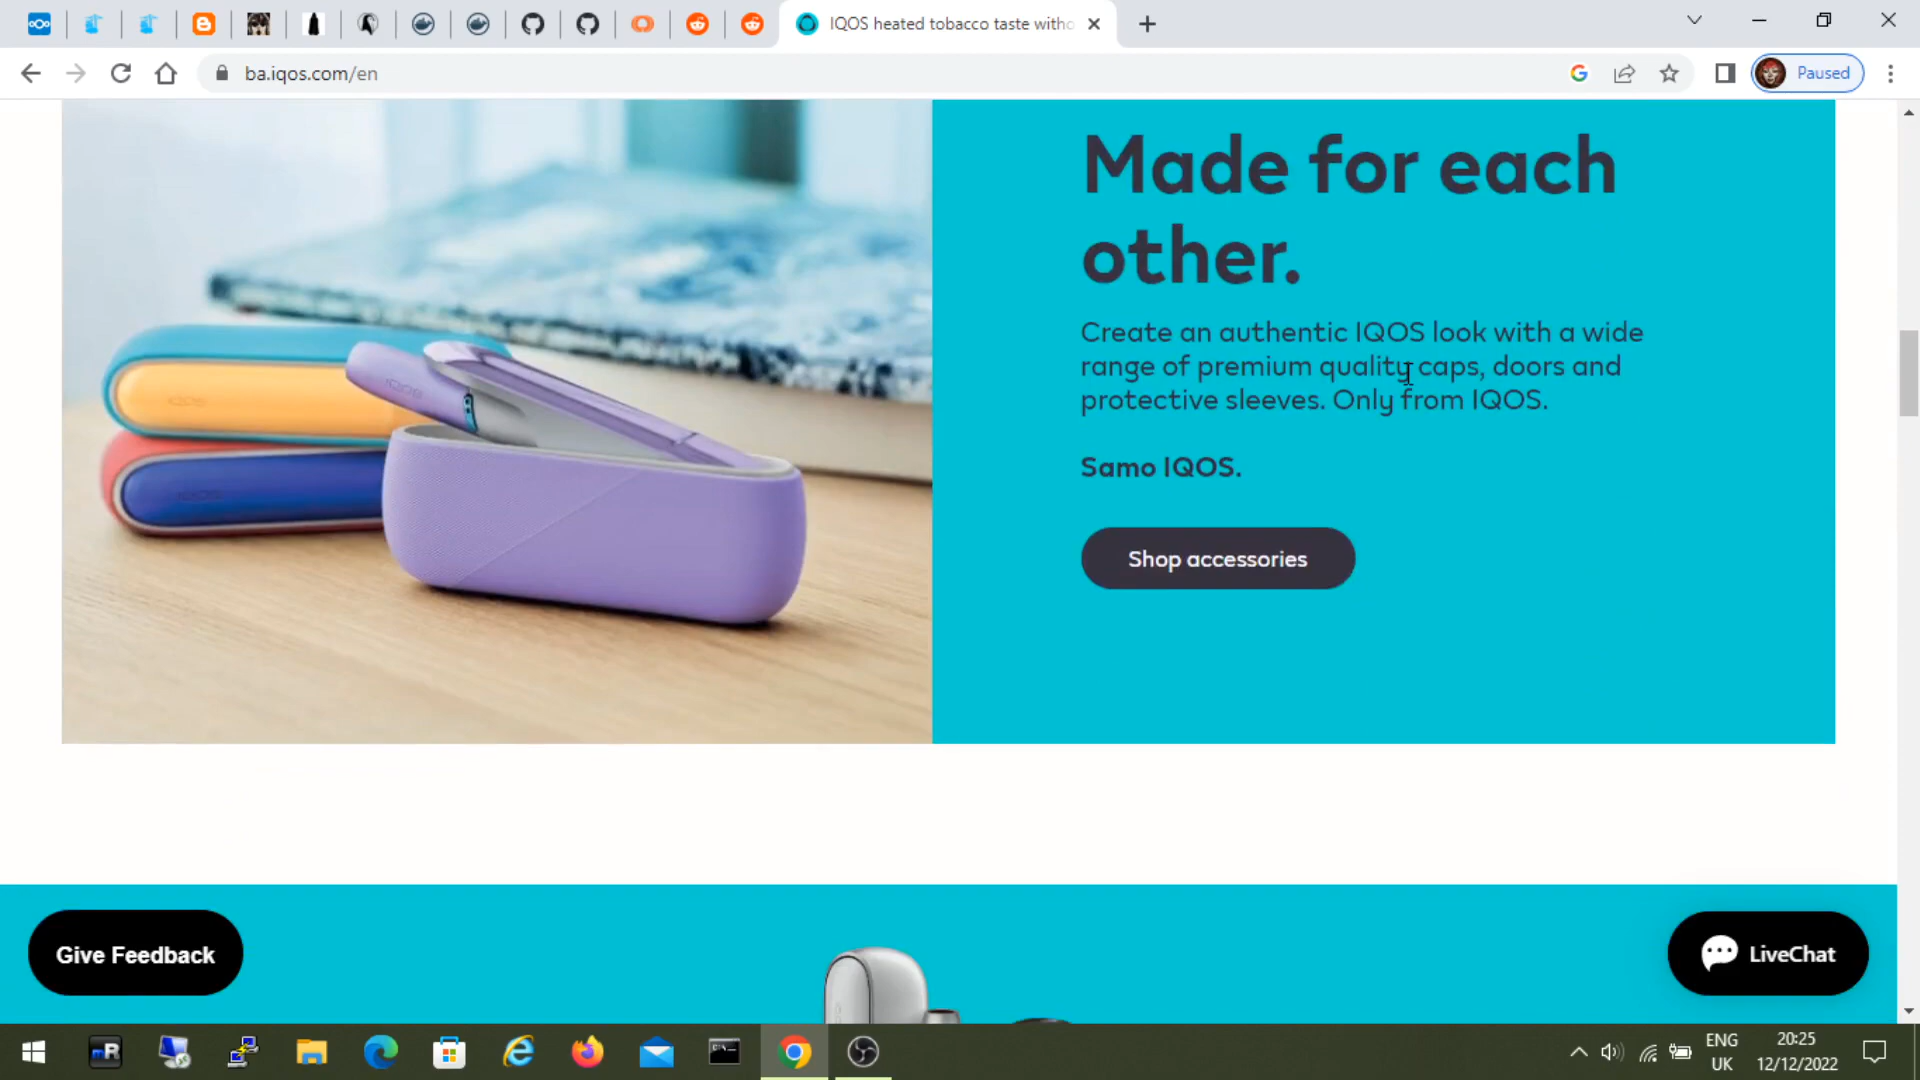 IQOS heated tobacco taste witho
ba.iqos.com/en
Paused
Made for each
other.
Create an authentic IQOS look with a wide
range of premium quality caps, doors and
protective sleeves. Only from IQOS.
Samo IQOS.
Shop accessories
Give Feedback
LiveChat
ENG
UK
20:25
12/12/2022